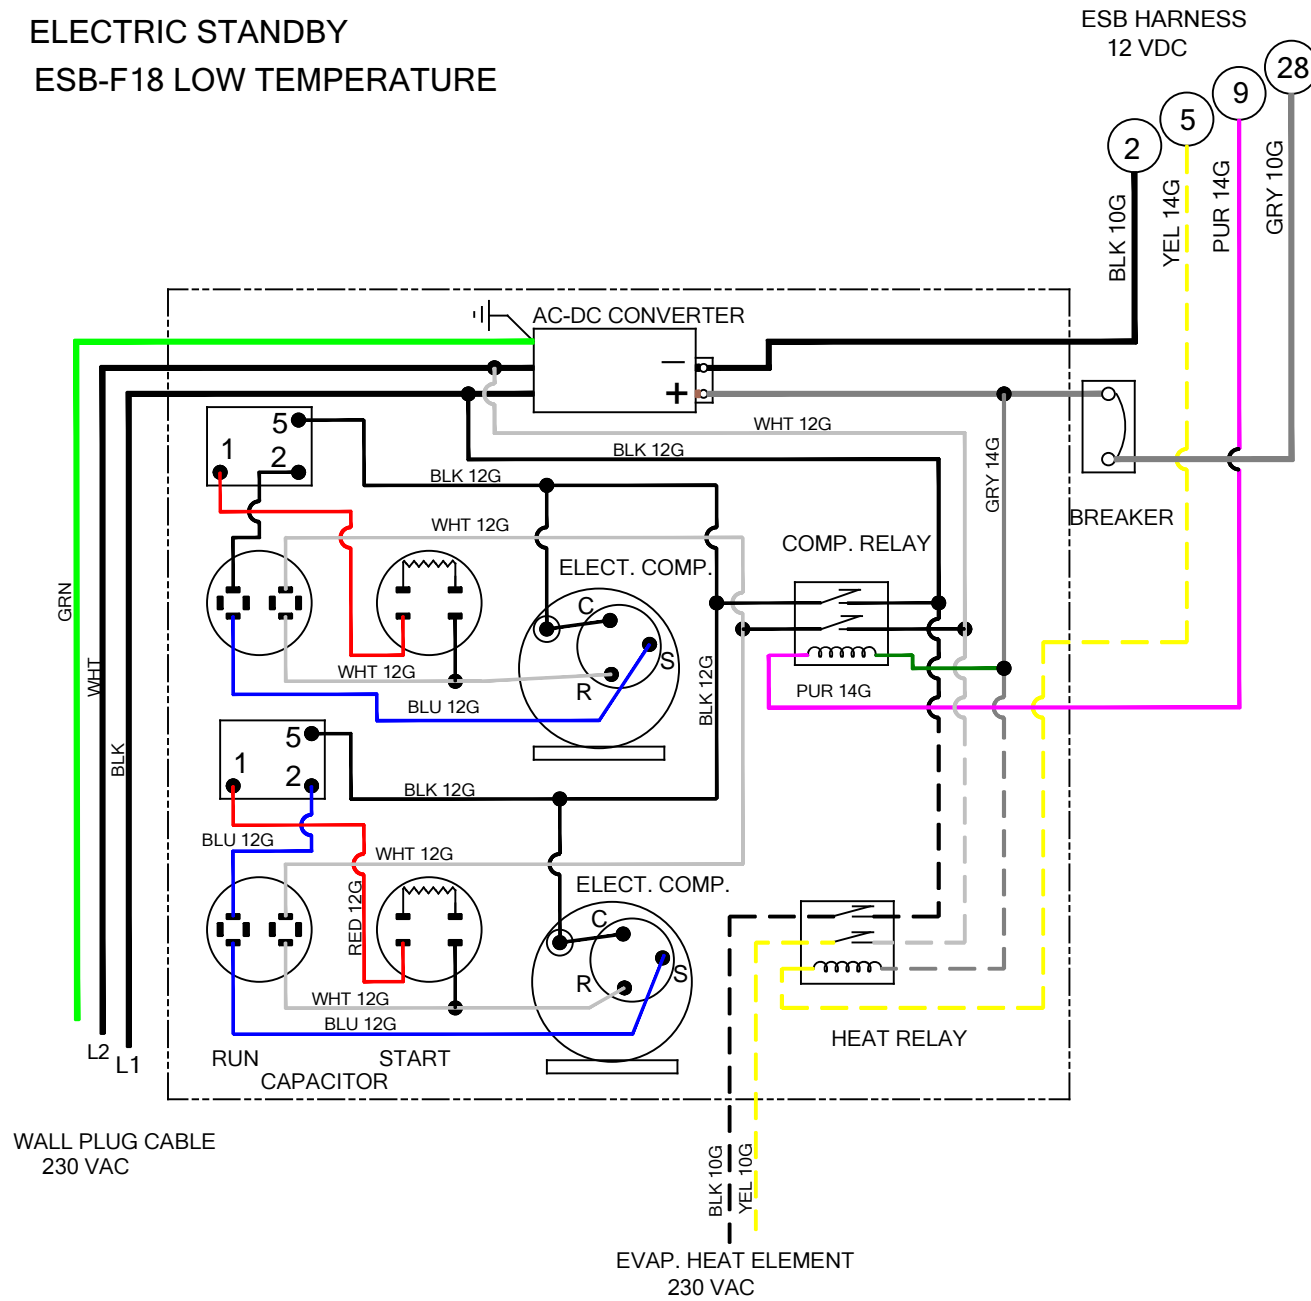 ELECTRIC STANDBY
ESB-F18 LOW TEMPERATURE
ESB HARNESS
12 VDC
28
9
5
2
BLK 10G
YEL 14G
PUR 14G
GRY 10G
AC-DC CONVERTER
−
+
WHT 12G
BLK 12G
5
1
2
BLK 12G
GRY 14G
BREAKER
WHT 12G
COMP. RELAY
ELECT. COMP.
C
S
R
GRN
WHT
BLK
WHT 12G
BLU 12G
BLK 12G
PUR 14G
5
1
2
BLK 12G
BLU 12G
WHT 12G
RED 12G
ELECT. COMP.
C
S
R
WHT 12G
BLU 12G
HEAT RELAY
L2
L1
RUN
START
CAPACITOR
WALL PLUG CABLE
230 VAC
BLK 10G
YEL 10G
EVAP. HEAT ELEMENT
230 VAC